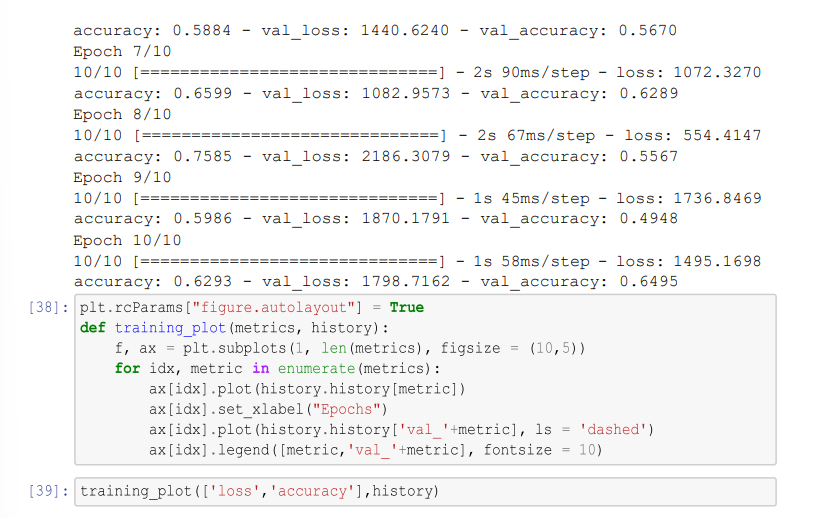 accuracy: 0.5884 - val_loss: 1440.6240 - val_accuracy: 0.5670
Epoch 7/10
10/10 [==============================] - 2s 90ms/step - loss: 1072.3270
accuracy: 0.6599 - val_loss: 1082.9573 - val_accuracy: 0.6289
Epoch 8/10
10/10 [==============================] - 2s 67ms/step - loss: 554.4147
accuracy: 0.7585 - val_loss: 2186.3079 - val_accuracy: 0.5567
Epoch 9/10
10/10 [==============================] - 1s 45ms/step - loss: 1736.8469
accuracy: 0.5986 - val_loss: 1870.1791 - val_accuracy: 0.4948
Epoch 10/10
10/10 [==============================] - 1s 58ms/step - loss: 1495.1698
accuracy: 0.6293 - val_loss: 1798.7162 - val_accuracy: 0.6495
[38]: plt.rcParams["figure.autolayout"] = True
def training_plot(metrics, history):
    f, ax = plt.subplots(1, len(metrics), figsize = (10,5))
    for idx, metric in enumerate(metrics):
        ax[idx].plot(history.history[metric])
        ax[idx].set_xlabel("Epochs")
        ax[idx].plot(history.history['val_'+metric], ls = 'dashed')
        ax[idx].legend([metric,'val_'+metric], fontsize = 10)
[39]: training_plot(['loss','accuracy'],history)